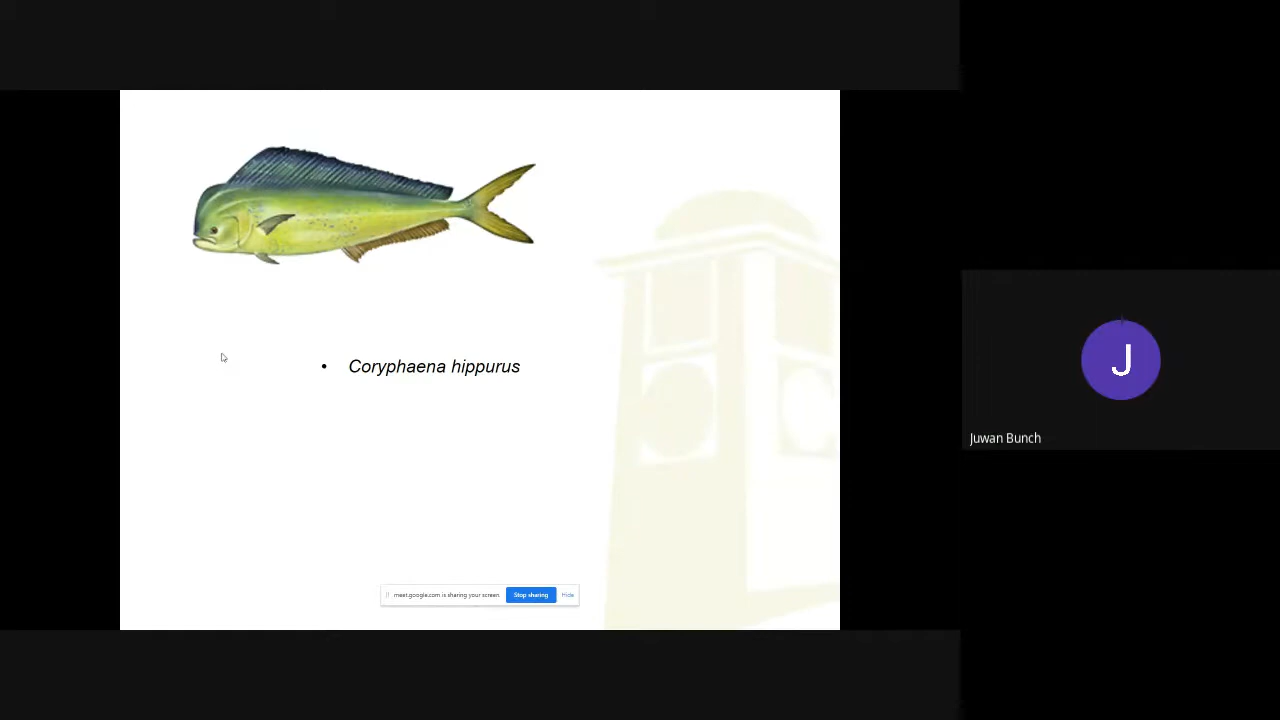 • Coryphaena hippurus
meet.google.com is sharing your screen. Stop sharing Hide
J
Juwan Bunch